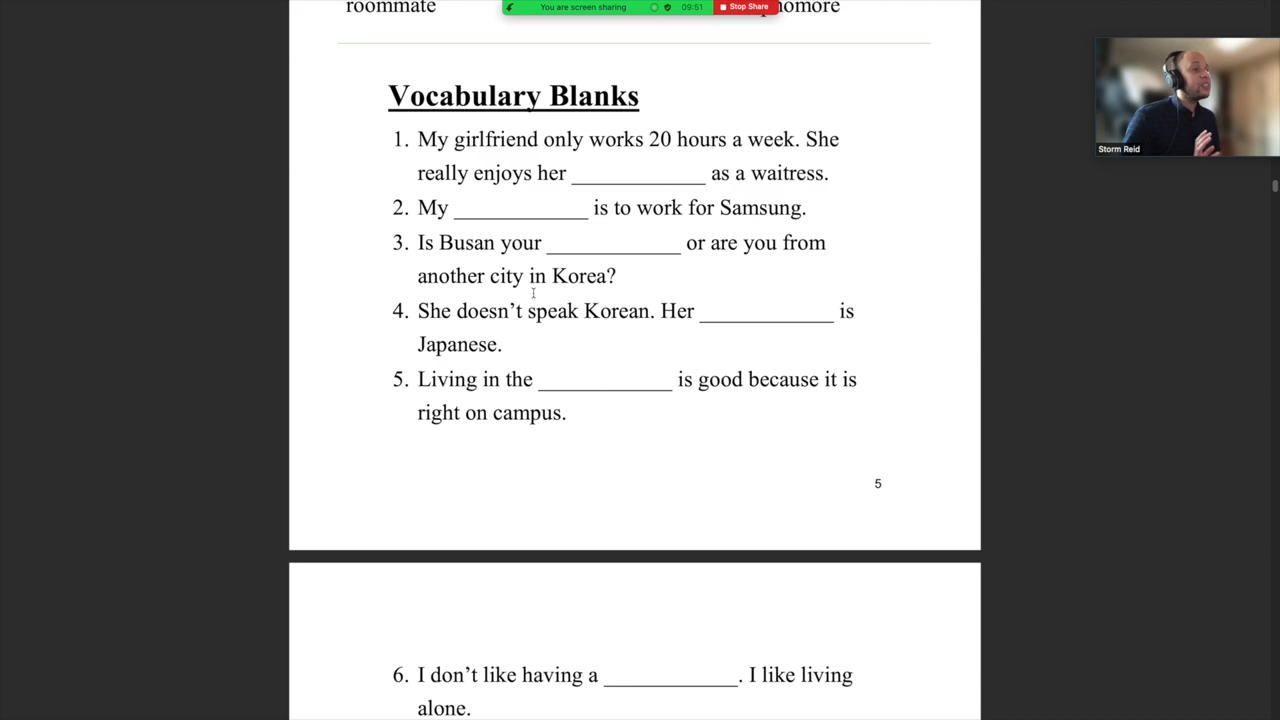 roommate
You are screen sharing 09:51 Stop Share
Vocabulary Blanks
1. My girlfriend only works 20 hours a week. She
really enjoys her ____________ as a waitress.
2. My ____________ is to work for Samsung.
3. Is Busan your ____________ or are you from
another city in Korea?
4. She doesn’t speak Korean. Her ____________ is
Japanese.
5. Living in the ____________ is good because it is
right on campus.
5
6. I don’t like having a ____________. I like living
alone.
Storm Reid